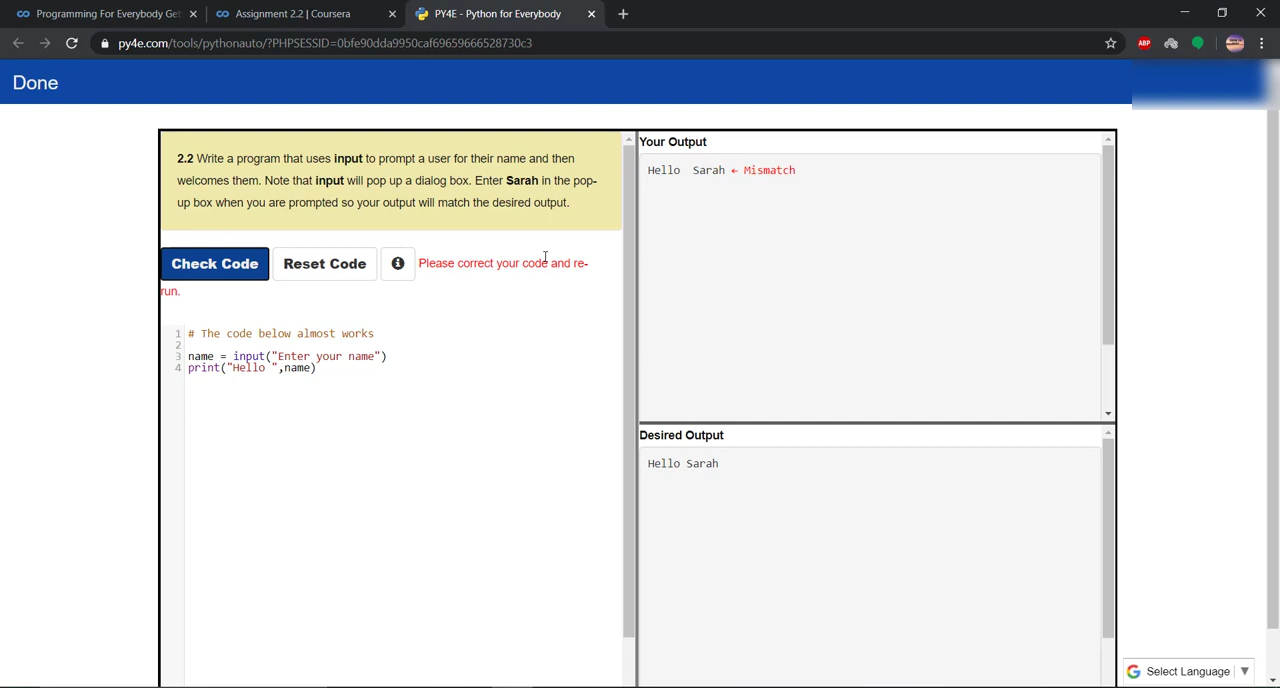 Programming For Everybody Get
Assignment 2.2 | Coursera
PY4E - Python for Everybody
py4e.com/tools/pythonauto/?PHPSESSID=0bfe90dda9950caf69659666528730c3
ABP
Done
2.2 Write a program that uses input to prompt a user for their name and then
welcomes them. Note that input will pop up a dialog box. Enter Sarah in the pop-
up box when you are prompted so your output will match the desired output.
Check Code
Reset Code
Please correct your code and re-
run.
1 # The code below almost works
2
3 name = input("Enter your name")
4 print("Hello ",name)
Your Output
Hello  Sarah ← Mismatch
Desired Output
Hello Sarah
G Select Language ▼